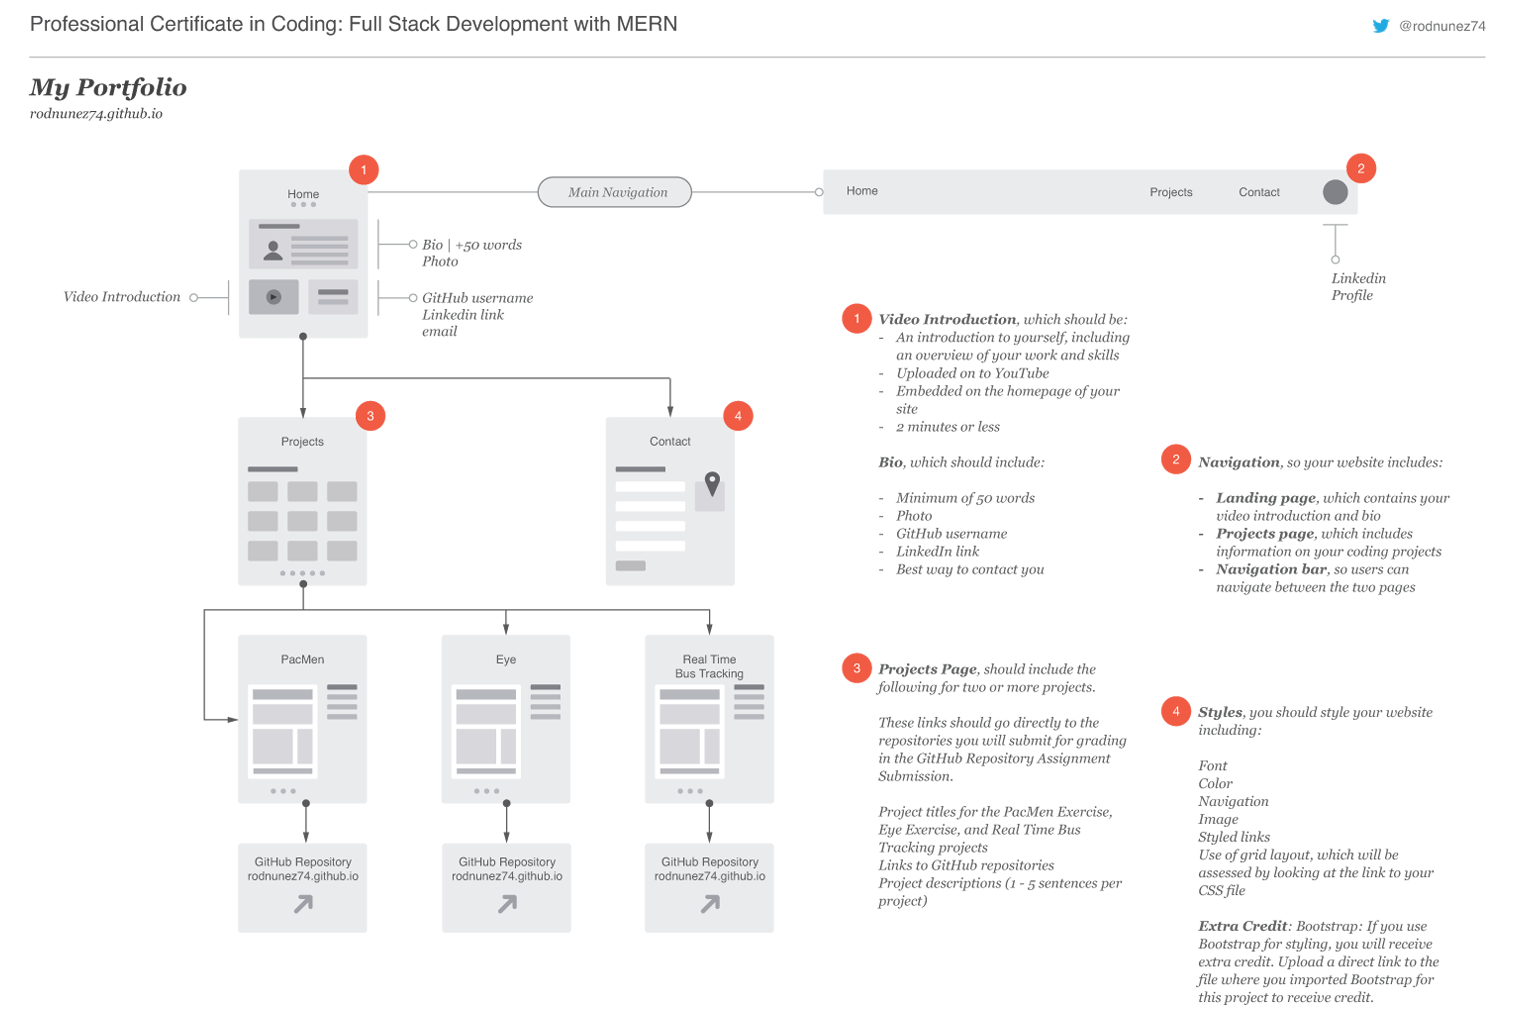 Professional Certificate in Coding: Full Stack Development with MERN
@rodnunez74
My Portfolio
rodnunez74.github.io
1
Home
Main Navigation
Home
Projects
Contact
2
Bio | +50 words
Photo
Video Introduction
GitHub username
Linkedin link
email
Linkedin
Profile
3
Projects
4
Contact
PacMen
Eye
Real Time
Bus Tracking
GitHub Repository
rodnunez74.github.io
GitHub Repository
rodnunez74.github.io
GitHub Repository
rodnunez74.github.io
1
Video Introduction, which should be:
- An introduction to yourself, including
an overview of your work and skills
- Uploaded on to YouTube
- Embedded on the homepage of your
site
- 2 minutes or less
Bio, which should include:
- Minimum of 50 words
- Photo
- GitHub username
- LinkedIn link
- Best way to contact you
2
Navigation, so your website includes:
- Landing page, which contains your
video introduction and bio
- Projects page, which includes
information on your coding projects
- Navigation bar, so users can
navigate between the two pages
3
Projects Page, should include the
following for two or more projects.
These links should go directly to the
repositories you will submit for grading
in the GitHub Repository Assignment
Submission.
Project titles for the PacMen Exercise,
Eye Exercise, and Real Time Bus
Tracking projects
Links to GitHub repositories
Project descriptions (1 - 5 sentences per
project)
4
Styles, you should style your website
including:
Font
Color
Navigation
Image
Styled links
Use of grid layout, which will be
assessed by looking at the link to your
CSS file
Extra Credit: Bootstrap: If you use
Bootstrap for styling, you will receive
extra credit. Upload a direct link to the
file where you imported Bootstrap for
this project to receive credit.